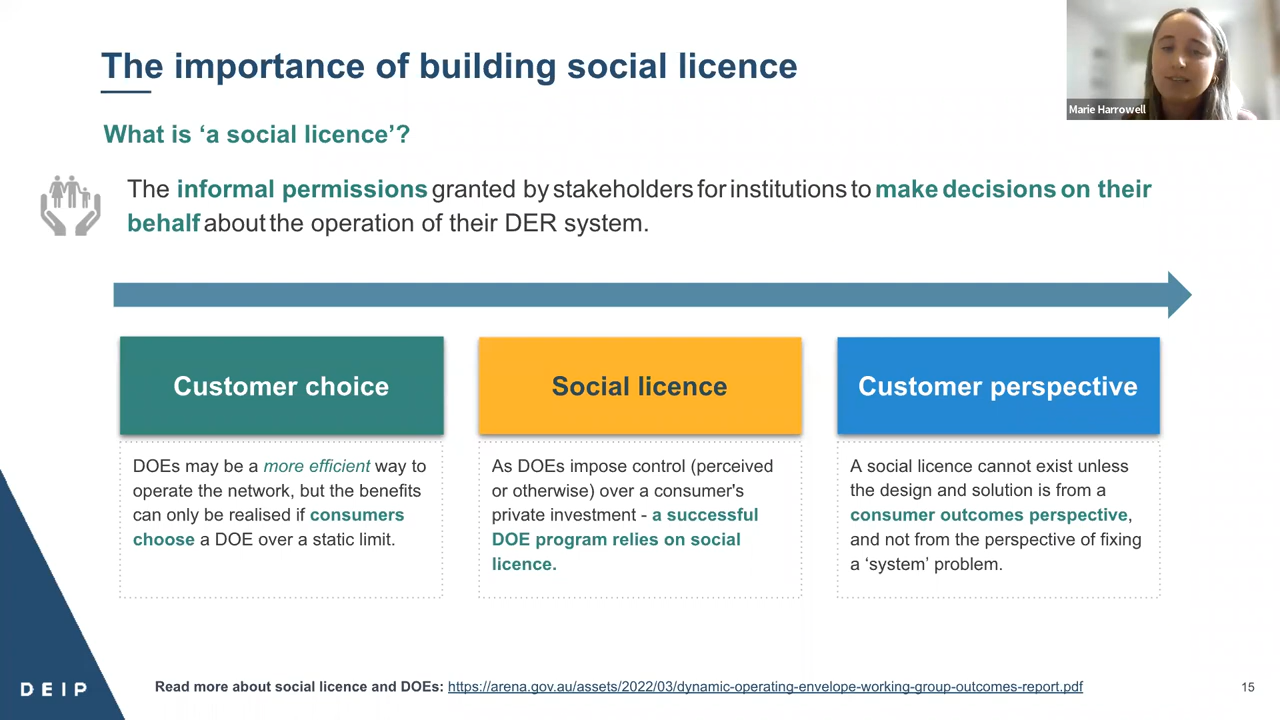 The importance of building social licence
Marie Harrowell
What is ‘a social licence’?
The informal permissions granted by stakeholders for institutions to make decisions on their
behalf about the operation of their DER system.
Customer choice
DOEs may be a more efficient way to
operate the network, but the benefits
can only be realised if consumers
choose a DOE over a static limit.
Social licence
As DOEs impose control (perceived
or otherwise) over a consumer's
private investment - a successful
DOE program relies on social
licence.
Customer perspective
A social licence cannot exist unless
the design and solution is from a
consumer outcomes perspective,
and not from the perspective of fixing
a ‘system’ problem.
DEIP
Read more about social licence and DOEs: https://arena.gov.au/assets/2022/03/dynamic-operating-envelope-working-group-outcomes-report.pdf
15